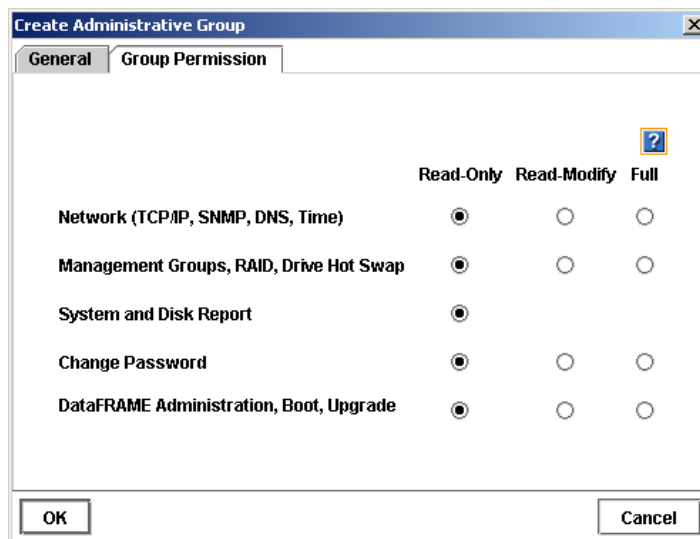 Create Administrative Group
General Group Permission
?
Read-Only Read-Modify Full
Network (TCP/IP, SNMP, DNS, Time)
Management Groups, RAID, Drive Hot Swap
System and Disk Report
Change Password
DataFRAME Administration, Boot, Upgrade
OK Cancel